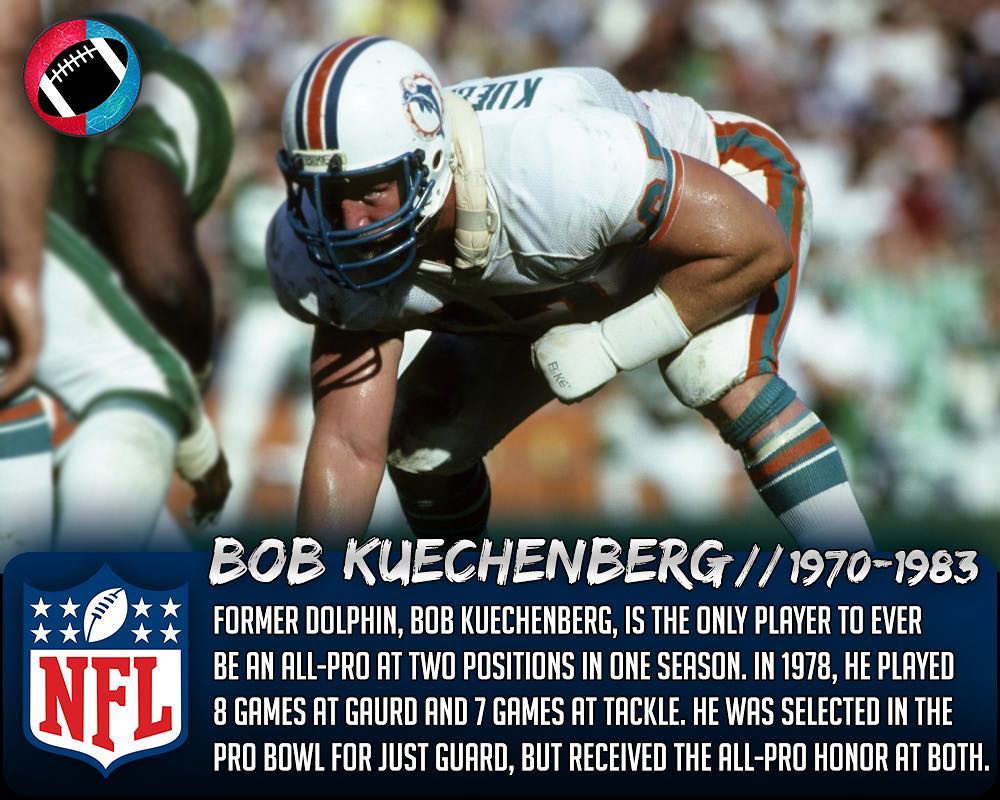 KUE
BIKE
BIKE
BOB KUECHENBERG // 1970-1983
NFL
FORMER DOLPHIN, BOB KUECHENBERG, IS THE ONLY PLAYER TO EVER
BE AN ALL-PRO AT TWO POSITIONS IN ONE SEASON. IN 1978, HE PLAYED
8 GAMES AT GAURD AND 7 GAMES AT TACKLE. HE WAS SELECTED IN THE
PRO BOWL FOR JUST GUARD, BUT RECEIVED THE ALL-PRO HONOR AT BOTH.